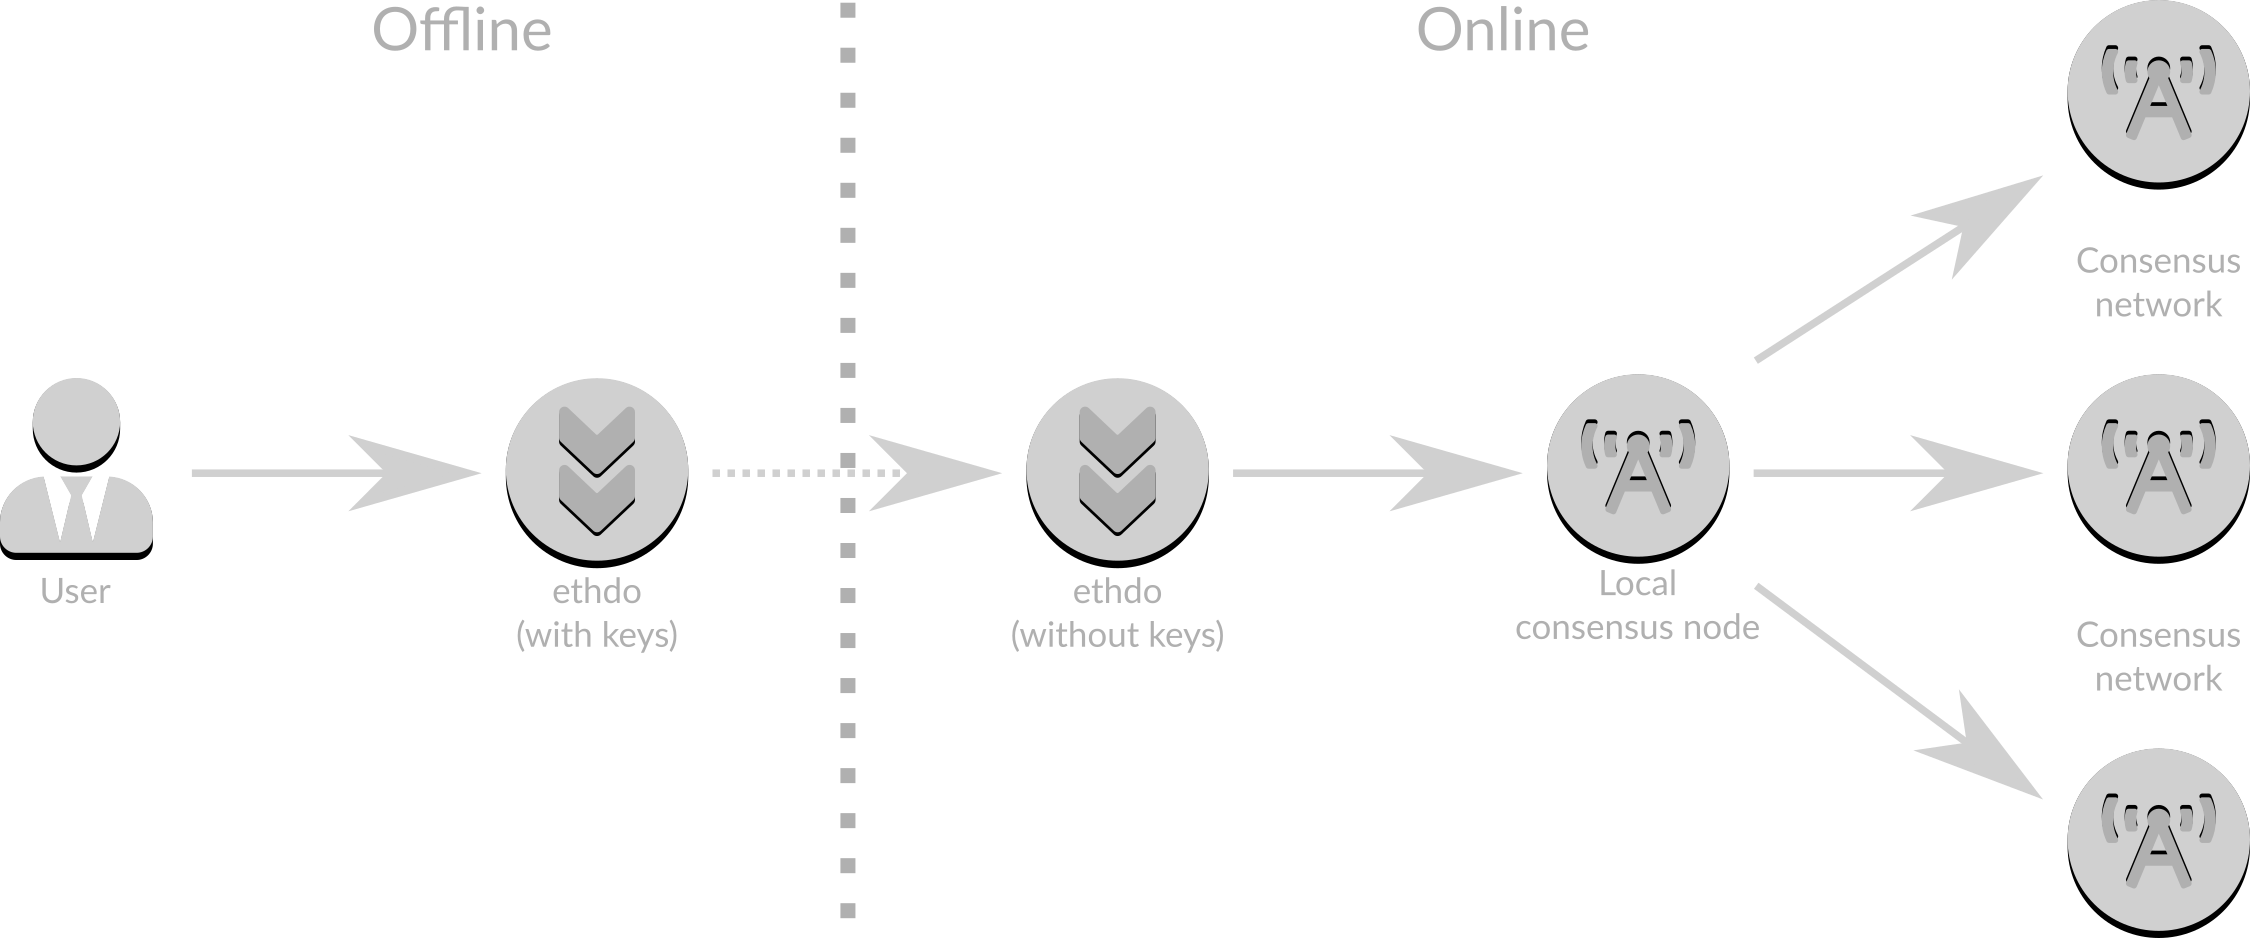 Offline
Online
Consensus
network
User
ethdo
(with keys)
ethdo
(without keys)
Local
consensus node
Consensus
network